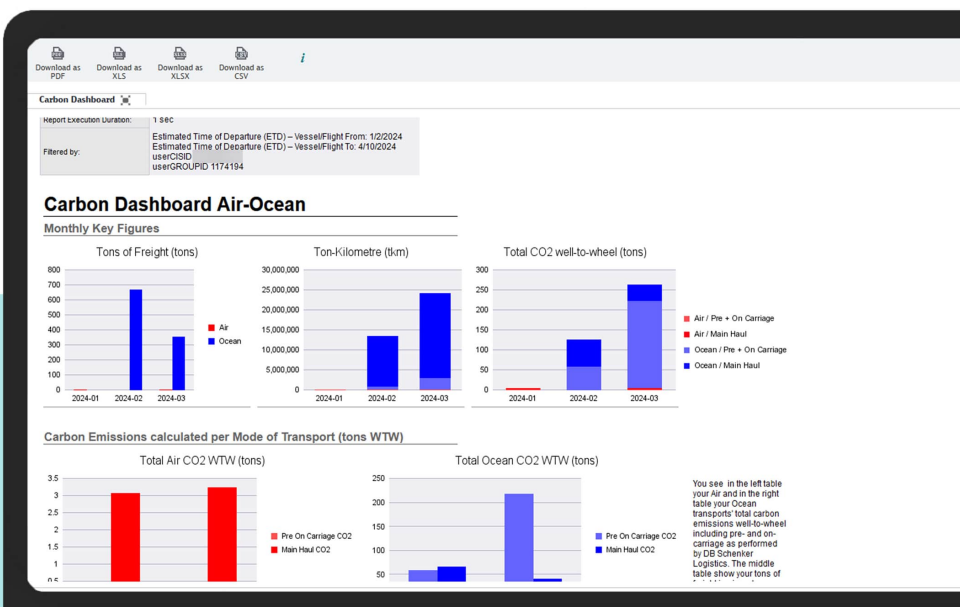 Download as PDF
Download as XLS
Download as XLSX
Download as CSV
i
Carbon Dashboard
Report Execution Duration: 1 sec
Filtered by:
Estimated Time of Departure (ETD) – Vessel/Flight From: 1/2/2024
Estimated Time of Departure (ETD) – Vessel/Flight To: 4/10/2024
userCISID
userGROUPID 1174194
Carbon Dashboard Air-Ocean
Monthly Key Figures
Tons of Freight (tons)
800
700
600
500
400
300
200
100
0
2024-01 2024-02 2024-03
Air
Ocean
Ton-Kilometre (tkm)
30,000,000
25,000,000
20,000,000
15,000,000
10,000,000
5,000,000
0
2024-01 2024-02 2024-03
Total CO2 well-to-wheel (tons)
300
250
200
150
100
50
0
2024-01 2024-02 2024-03
Air / Pre + On Carriage
Air / Main Haul
Ocean / Pre + On Carriage
Ocean / Main Haul
Carbon Emissions calculated per Mode of Transport (tons WTW)
Total Air CO2 WTW (tons)
3.5
3
2.5
2
1.5
1
0.5
Pre On Carriage CO2
Main Haul CO2
Total Ocean CO2 WTW (tons)
250
200
150
100
50
Pre On Carriage CO2
Main Haul CO2
You see in the left table
your Air and in the right
table your Ocean
transports' total carbon
emissions well-to-wheel
including pre- and on-
carriage as performed
by DB Schenker
Logistics. The middle
table show your tons of